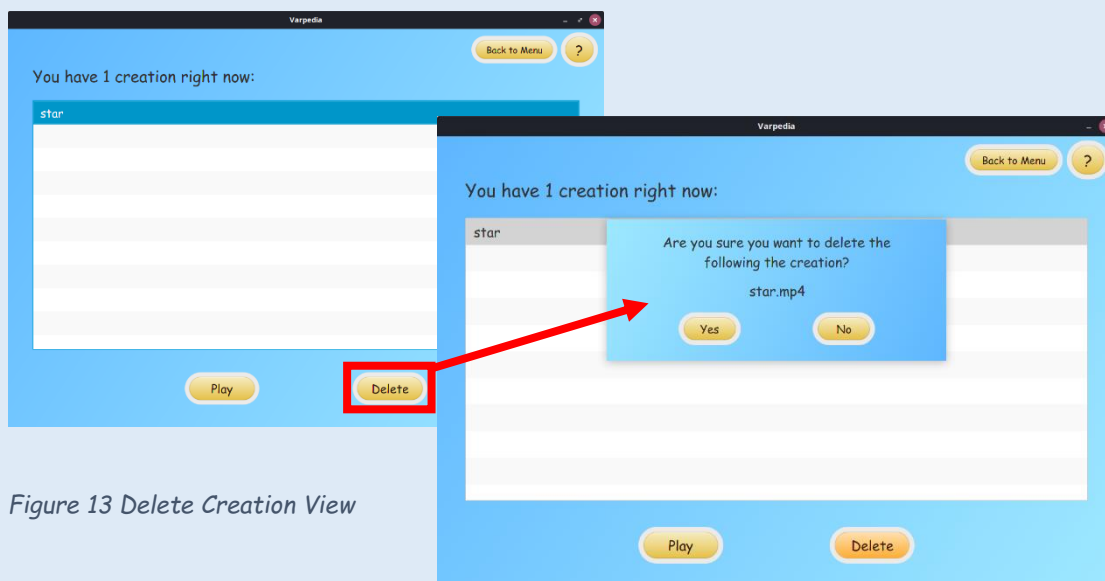 Varpedia
Back to Menu
?
You have 1 creation right now:
star
Play
Delete
Varpedia
Back to Menu
?
You have 1 creation right now:
star
Are you sure you want to delete the
following the creation?
star.mp4
Yes
No
Play
Delete
Figure 13 Delete Creation View